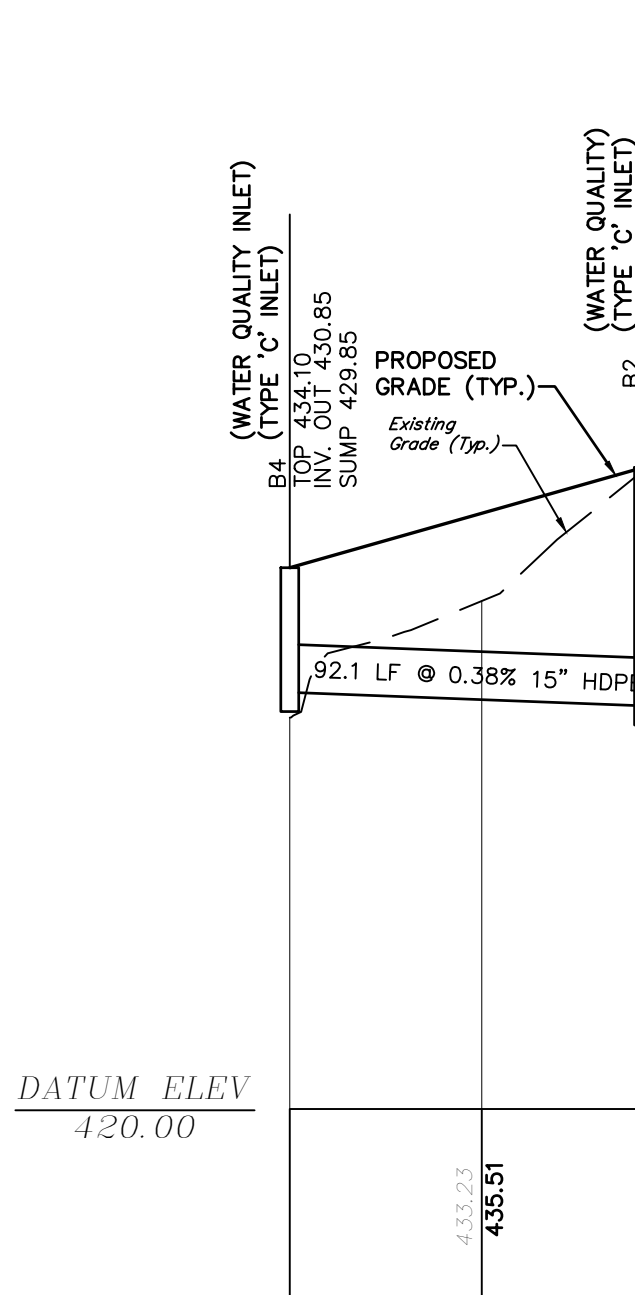 (WATER QUALITY INLET)
(TYPE 'C' INLET)
B4
TOP 434.10
INV. OUT 430.85
SUMP 429.85
PROPOSED
GRADE (TYP.)
Existing
Grade (Typ.)
(WATER QUALITY)
(TYPE 'C' INLET)
B2
92.1 LF @ 0.38% 15" HDPE
DATUM ELEV
420.00
433.23
435.51